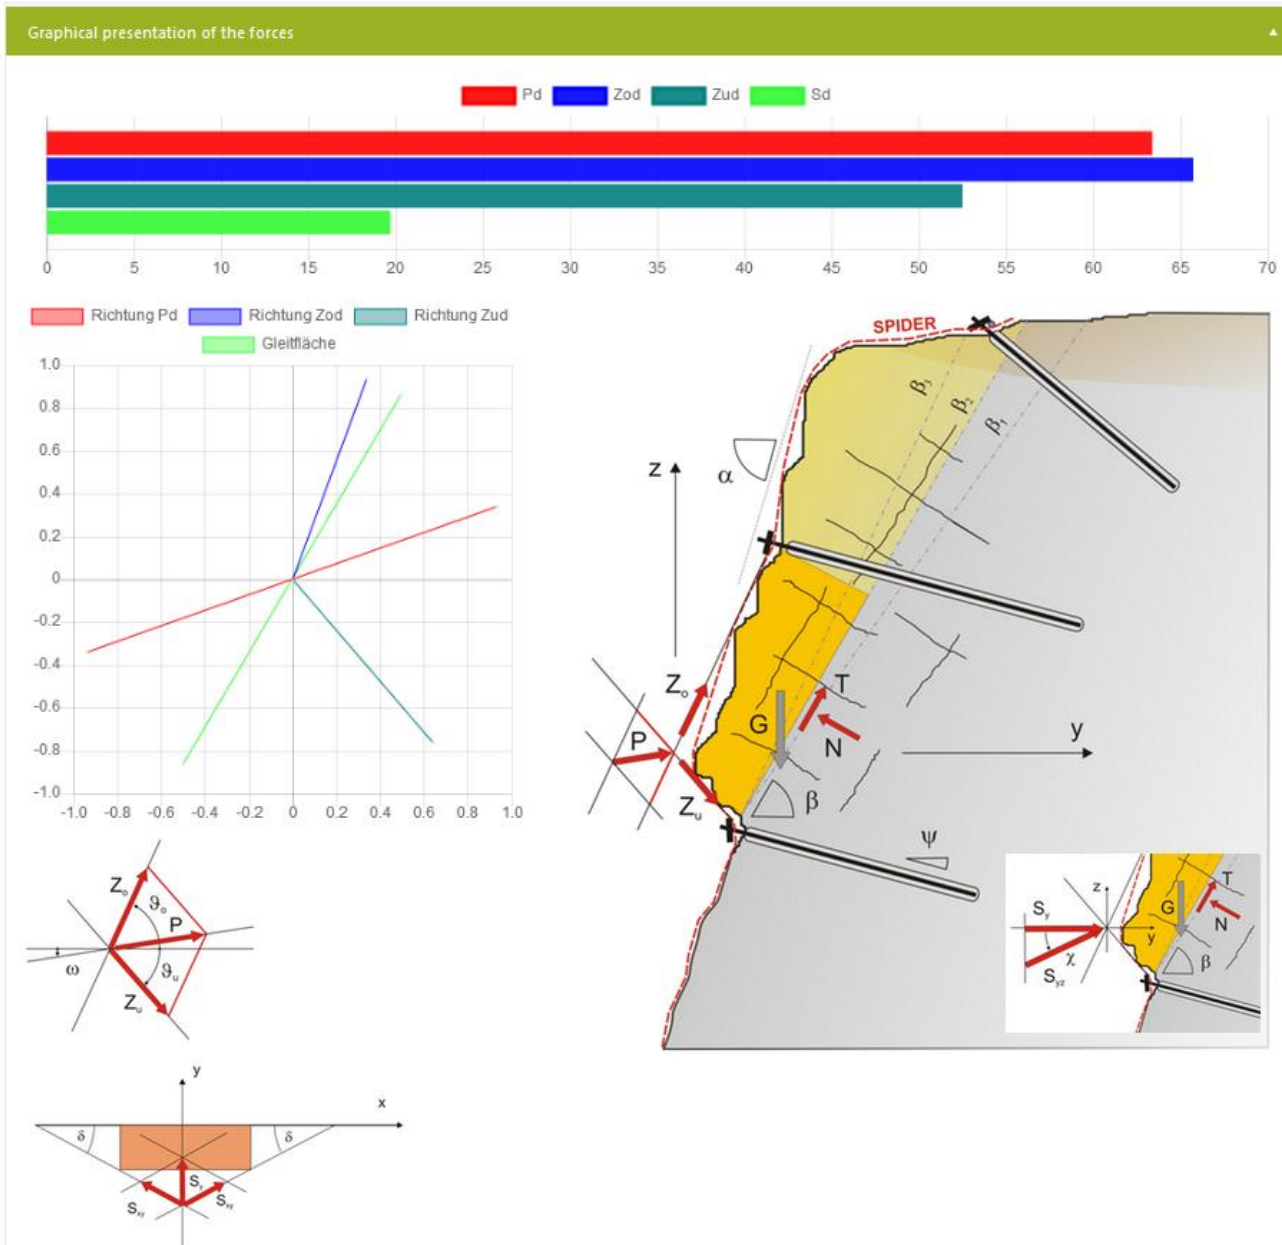 Graphical presentation of the forces
Pd Zod Zud Sd
0 5 10 15 20 25 30 35 40 45 50 55 60 65 70
Richtung Pd Richtung Zod Richtung Zud
Gleitfläche
1.0
0.8
0.6
0.4
0.2
0
-0.2
-0.4
-0.6
-0.8
-1.0
-1.0 -0.8 -0.6 -0.4 -0.2 0 0.2 0.4 0.6 0.8 1.0
SPIDER
β3
β2
β1
α
z
Zo
T
G
P
N
y
Zu
β
ψ
z
T
Sy
G
N
y
χ
β
Syz
Zo
ϑo
P
ω
ϑu
Zu
y
x
δ
δ
Sy
Sxy
Sxy